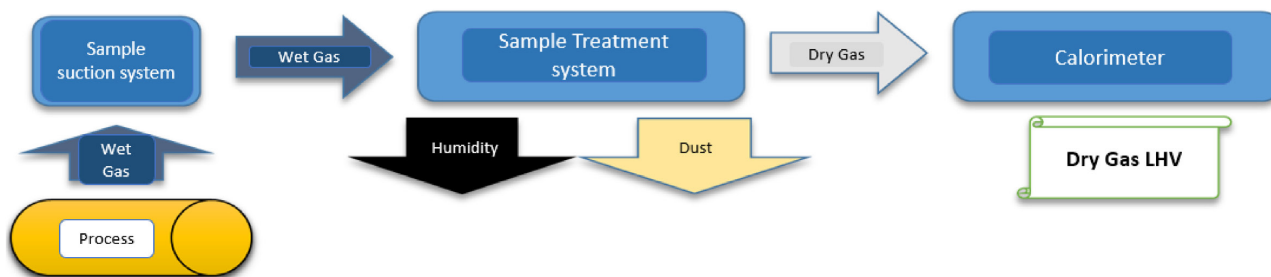 Sample
suction system
Wet Gas
Sample Treatment
system
Dry Gas
Calorimeter
Wet
Gas
Humidity
Dust
Dry Gas LHV
Process